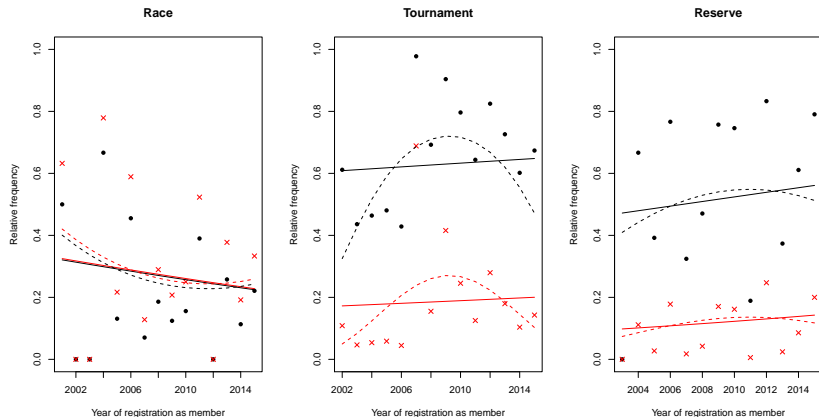 Race
Relative frequency
1.0
0.8
0.6
0.4
0.2
0.0
2002 2006 2010 2014
Year of registration as member
Tournament
Relative frequency
1.0
0.8
0.6
0.4
0.2
0.0
2002 2006 2010 2014
Year of registration as member
Reserve
Relative frequency
1.0
0.8
0.6
0.4
0.2
0.0
2004 2008 2012
Year of registration as member